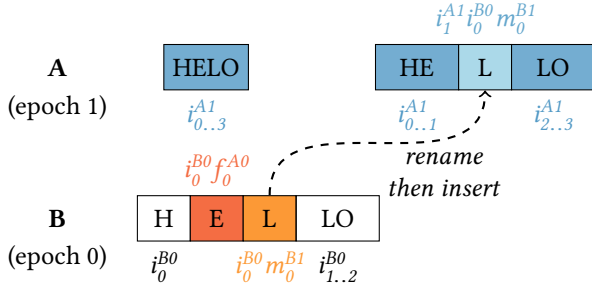 i_1^{A1} i_0^{B0} m_0^{B1}
A HELO HE L LO
(epoch 1) i_{0..3}^{A1} i_{0..1}^{A1} i_{2..3}^{A1}
i_0^{B0} f_0^{A0} rename
then insert
B H E L LO
(epoch 0) i_0^{B0} i_0^{B0} m_0^{B1} i_{1..2}^{B0}